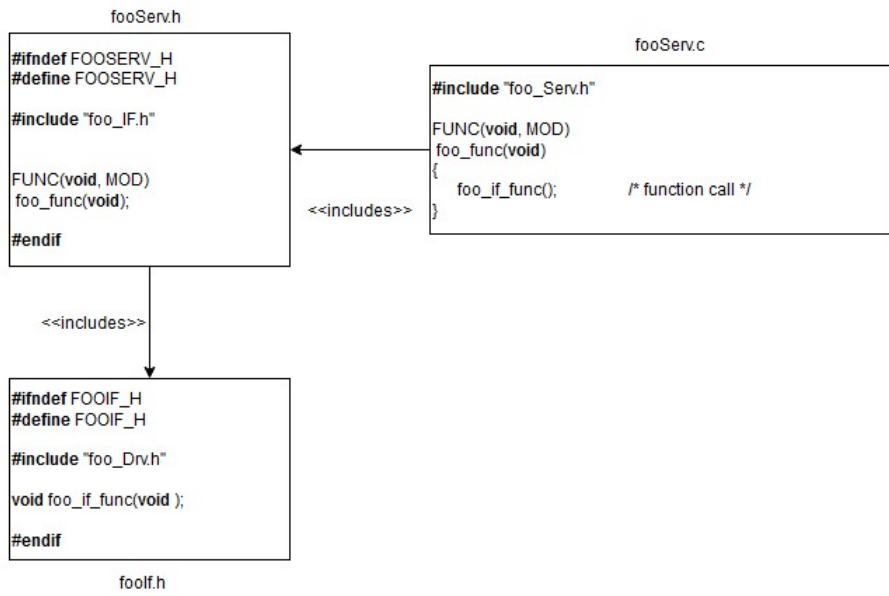 fooServ.h
#ifndef FOOSERV_H
#define FOOSERV_H
#include "foo_IF.h"
FUNC(void, MOD)
foo_func(void);
#endif
fooServ.c
#include "foo_Serv.h"
FUNC(void, MOD)
foo_func(void)
{
foo_if_func(); /* function call */
}
<<includes>>
<<includes>>
#ifndef FOOIF_H
#define FOOIF_H
#include "foo_Drv.h"
void foo_if_func(void );
#endif
fooIf.h